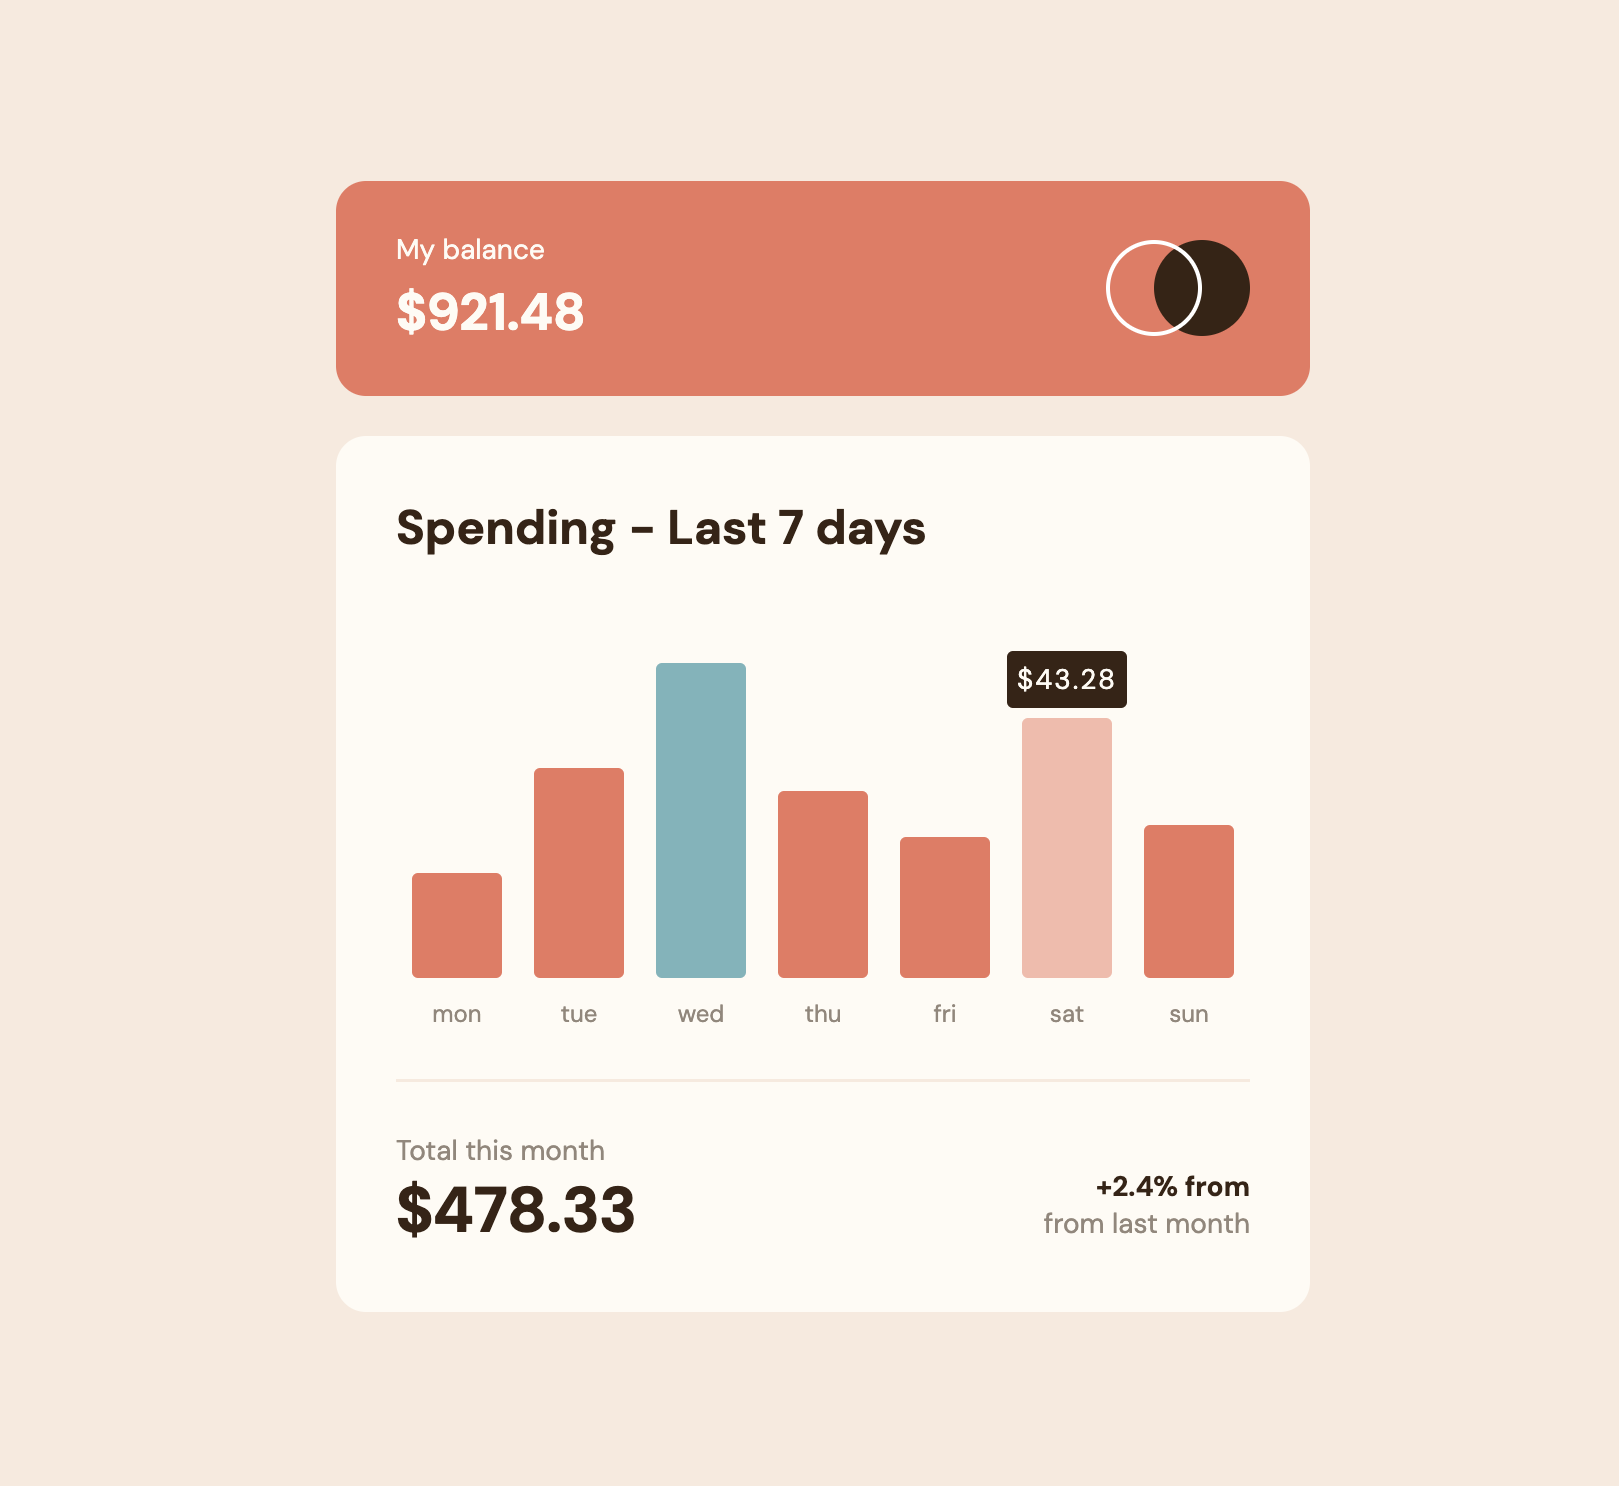 My balance
$921.48
Spending - Last 7 days
$43.28
mon tue wed thu fri sat sun
Total this month
$478.33
+2.4% from
from last month